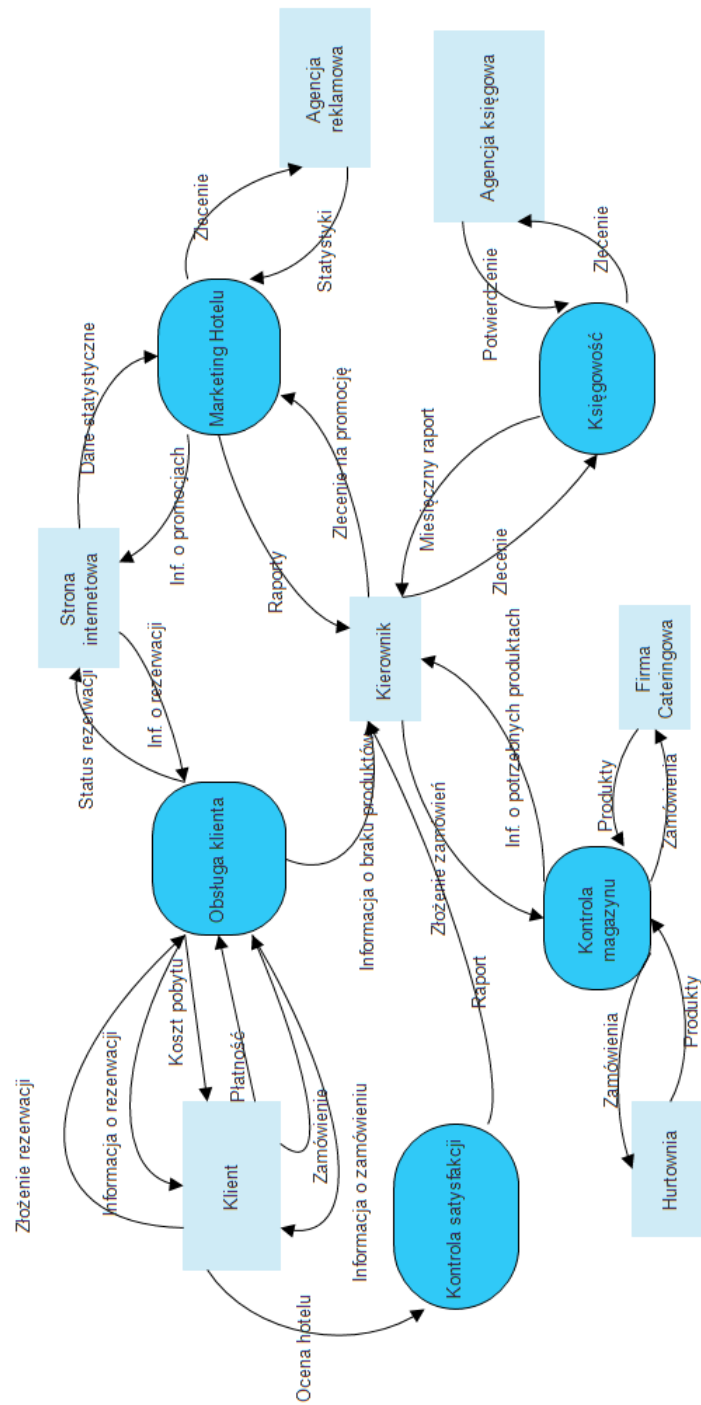 Złożenie rezerwacji
Informacja o rezerwacji
Koszt pobytu
Płatność
Zamówienie
Informacja o zamówieniu
Klient
Ocena hotelu
Kontrola satysfakcji
Raport
Obsługa klienta
Status rezerwacji
Inf. o rezerwacji
Informacja o braku produktów
Strona
internetowa
Dane statystyczne
Inf. o promocjach
Marketing Hotelu
Zlecenie
Statystyki
Agencja
reklamowa
Raporty
Zlecenie na promocję
Kierownik
Złożenie zamówień
Inf. o potrzebnych produktach
Miesięczny raport
Zlecenie
Księgowość
Potwierdzenie
Zlecenie
Agencja księgowa
Kontrola
magazynu
Produkty
Zamówienia
Firma
Cateringowa
Zamówienia
Produkty
Hurtownia